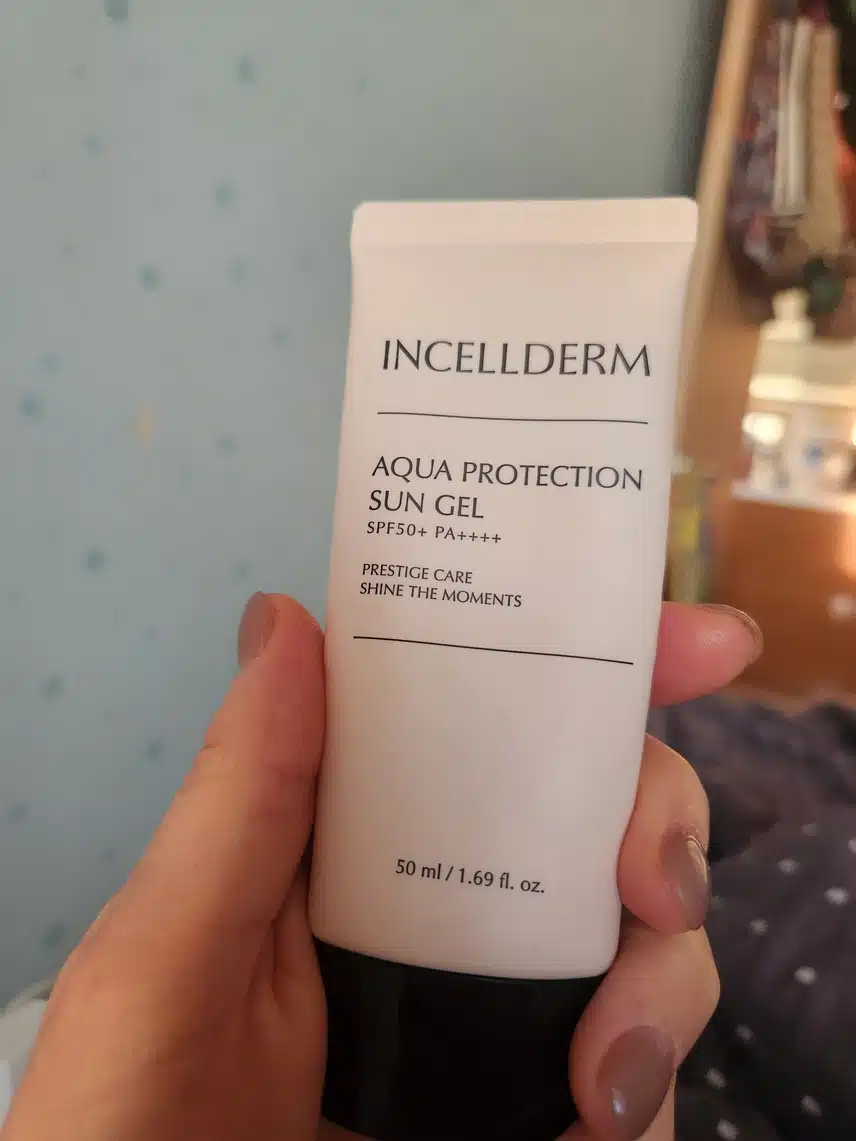 INCELLDERM
AQUA PROTECTION
SUN GEL
SPF50+ PA++++
PRESTIGE CARE
SHINE THE MOMENTS
50 ml / 1.69 fl. oz.